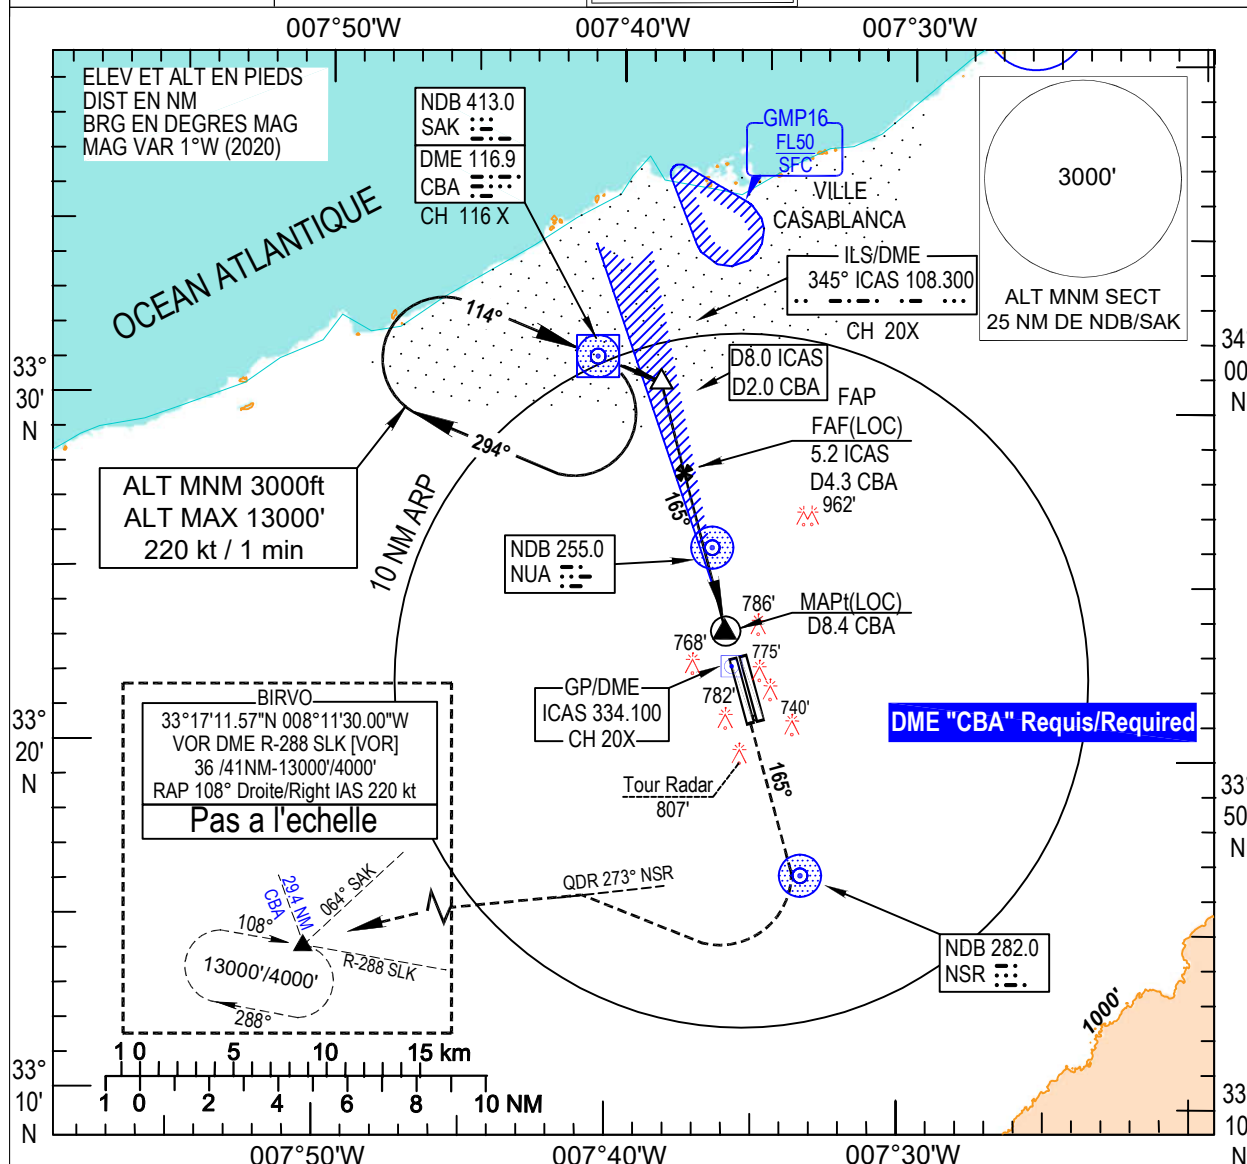 007°50'W
007°40'W
007°30'W
ELEV ET ALT EN PIEDS
DIST EN NM
BRG EN DEGRES MAG
MAG VAR 1°W (2020)
NDB 413.0
SAK
DME 116.9
CBA
CH 116 X
GMP16
FL50
SFC
VILLE
CASABLANCA
3000'
ALT MNM SECT
25 NM DE NDB/SAK
OCEAN ATLANTIQUE
ILS/DME
345° ICAS 108.300
CH 20X
114°
294°
D8.0 ICAS
D2.0 CBA
FAP
FAF(LOC)
5.2 ICAS
D4.3 CBA
962'
33°
30'
N
34
00'
N
ALT MNM 3000ft
ALT MAX 13000'
220 kt / 1 min
10 NM ARP
165°
NDB 255.0
NUA
786'
MAPt(LOC)
D8.4 CBA
768'
775'
782'
740'
GP/DME
ICAS 334.100
CH 20X
DME "CBA" Requis/Required
Tour Radar
807'
165°
33°
20'
N
33°
50'
N
BIRVO
33°17'11.57"N 008°11'30.00"W
VOR DME R-288 SLK [VOR]
36 /41NM-13000'/4000'
RAP 108° Droite/Right IAS 220 kt
Pas a l'echelle
29.4 NM
CBA
064° SAK
108°
R-288 SLK
13000'/4000'
288°
QDR 273° NSR
NDB 282.0
NSR
1000'
1 0 5 10 15 km
1 0 2 4 6 8 10 NM
33°
10'
N
33°
10'
N
007°50'W
007°40'W
007°30'W